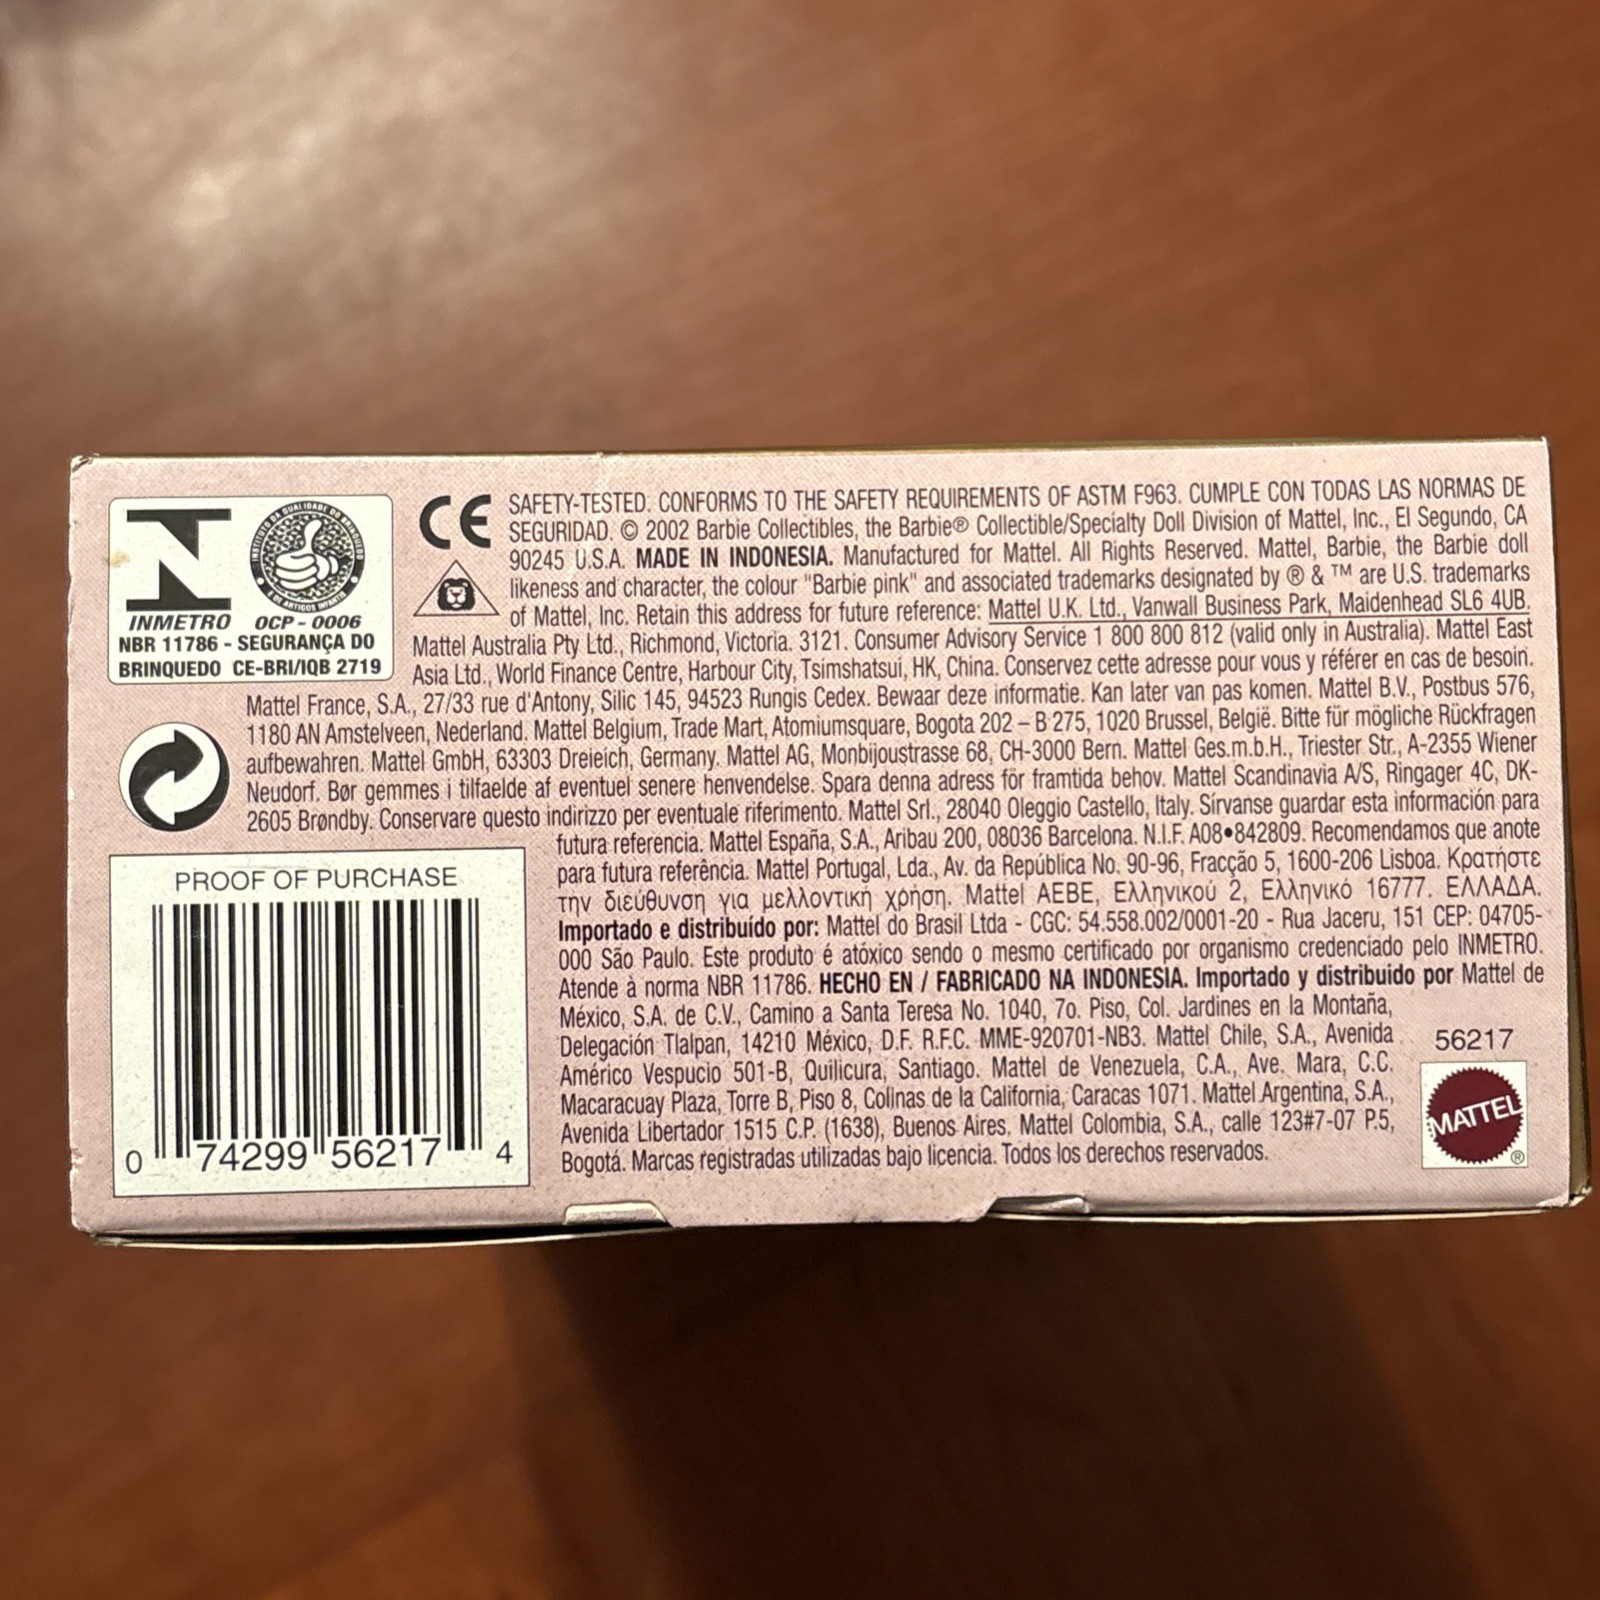 INSTITUTO DA QUALIDADE DO BRINQUEDO
E DE ARTIGOS INFANTIS
INMETRO OCP - 0006
NBR 11786 - SEGURANÇA DO
BRINQUEDO CE-BRI/IQB 2719
CE
SAFETY-TESTED. CONFORMS TO THE SAFETY REQUIREMENTS OF ASTM F963. CUMPLE CON TODAS LAS NORMAS DE
SEGURIDAD. © 2002 Barbie Collectibles, the Barbie® Collectible/Specialty Doll Division of Mattel, Inc., El Segundo, CA
90245 U.S.A. MADE IN INDONESIA. Manufactured for Mattel. All Rights Reserved. Mattel, Barbie, the Barbie doll
likeness and character, the colour "Barbie pink" and associated trademarks designated by ® & ™ are U.S. trademarks
of Mattel, Inc. Retain this address for future reference: Mattel U.K. Ltd., Vanwall Business Park, Maidenhead SL6 4UB.
Mattel Australia Pty Ltd., Richmond, Victoria. 3121. Consumer Advisory Service 1 800 800 812 (valid only in Australia). Mattel East
Asia Ltd., World Finance Centre, Harbour City, Tsimshatsui, HK, China. Conservez cette adresse pour vous y référer en cas de besoin.
Mattel France, S.A., 27/33 rue d'Antony, Silic 145, 94523 Rungis Cedex. Bewaar deze informatie. Kan later van pas komen. Mattel B.V., Postbus 576,
1180 AN Amstelveen, Nederland. Mattel Belgium, Trade Mart, Atomiumsquare, Bogota 202 – B 275, 1020 Brussel, België. Bitte für mögliche Rückfragen
aufbewahren. Mattel GmbH, 63303 Dreieich, Germany. Mattel AG, Monbijoustrasse 68, CH-3000 Bern. Mattel Ges.m.b.H., Triester Str., A-2355 Wiener
Neudorf. Bør gemmes i tilfaelde af eventuel senere henvendelse. Spara denna adress för framtida behov. Mattel Scandinavia A/S, Ringager 4C, DK-
2605 Brøndby. Conservare questo indirizzo per eventuale riferimento. Mattel Srl., 28040 Oleggio Castello, Italy. Sírvanse guardar esta información para
futura referencia. Mattel España, S.A., Aribau 200, 08036 Barcelona. N.I.F. A08•842809. Recomendamos que anote
para futura referência. Mattel Portugal, Lda., Av. da República No. 90-96, Fracção 5, 1600-206 Lisboa. Κρατήστε
την διεύθυνση για μελλοντική χρήση. Mattel AEBE, Ελληνικού 2, Ελληνικό 16777. ΕΛΛΑΔΑ.
Importado e distribuído por: Mattel do Brasil Ltda - CGC: 54.558.002/0001-20 - Rua Jaceru, 151 CEP: 04705-
000 São Paulo. Este produto é atóxico sendo o mesmo certificado por organismo credenciado pelo INMETRO.
Atende à norma NBR 11786. HECHO EN / FABRICADO NA INDONESIA. Importado y distribuido por Mattel de
México, S.A. de C.V., Camino a Santa Teresa No. 1040, 7o. Piso, Col. Jardines en la Montaña,
Delegación Tlalpan, 14210 México, D.F. R.F.C. MME-920701-NB3. Mattel Chile, S.A., Avenida
Américo Vespucio 501-B, Quilicura, Santiago. Mattel de Venezuela, C.A., Ave. Mara, C.C.
Macaracuay Plaza, Torre B, Piso 8, Colinas de la California, Caracas 1071. Mattel Argentina, S.A.,
Avenida Libertador 1515 C.P. (1638), Buenos Aires. Mattel Colombia, S.A., calle 123#7-07 P.5,
Bogotá. Marcas registradas utilizadas bajo licencia. Todos los derechos reservados.
PROOF OF PURCHASE
0 74299 56217 4
56217
MATTEL
®